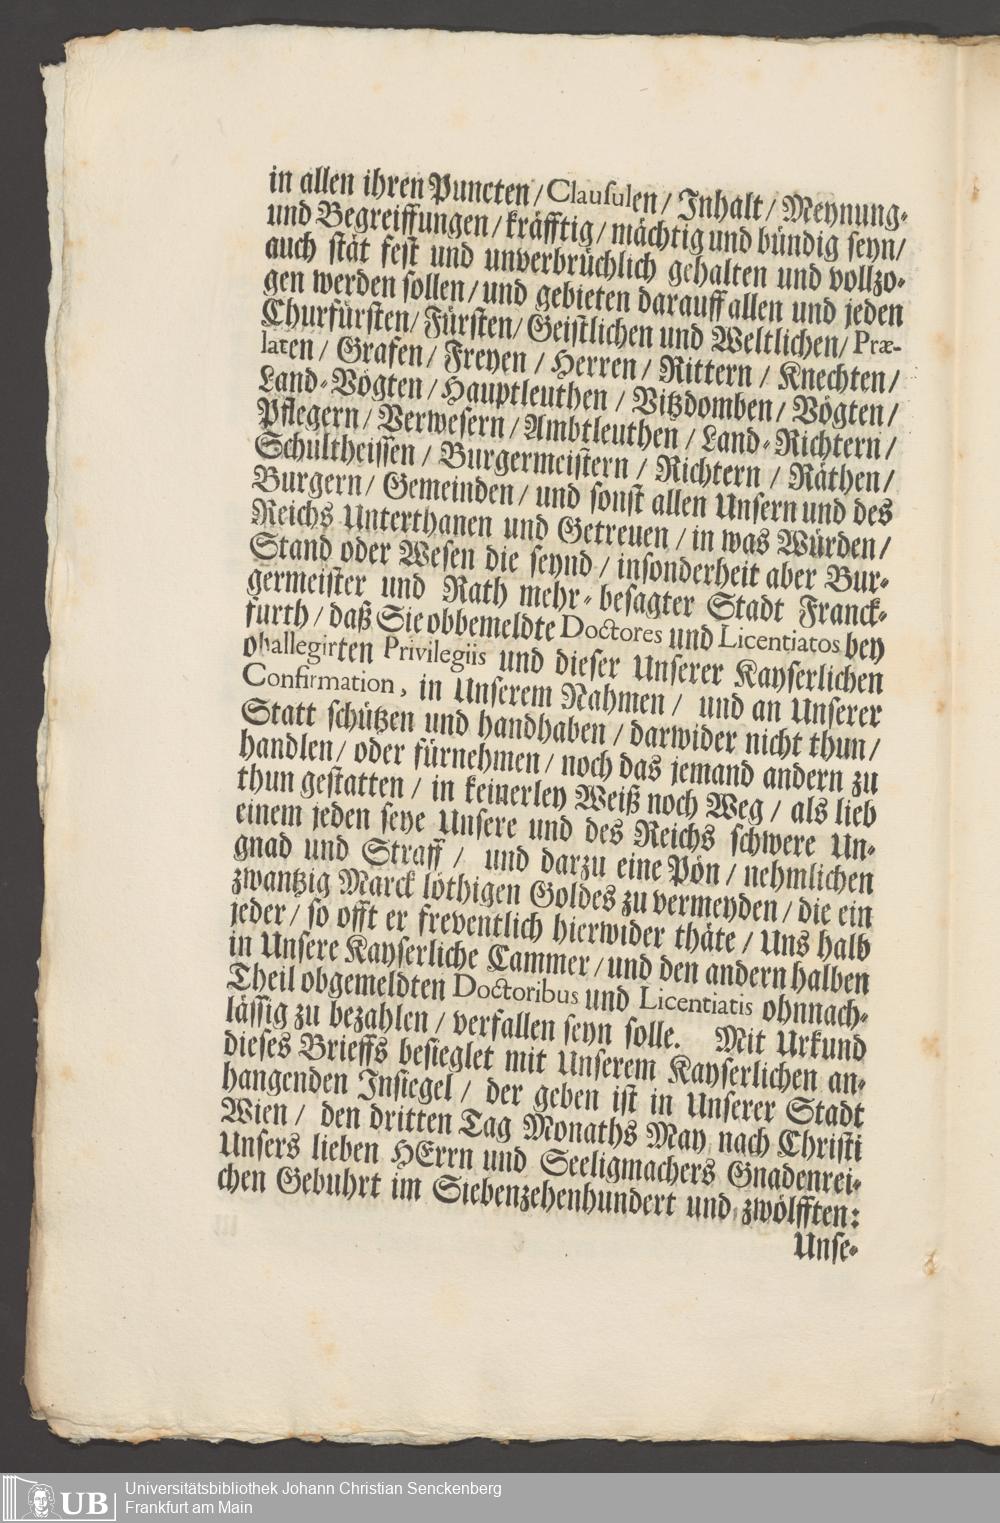 in allen ihren Puncten / Clausulen / Inhalt / Meynung-
und Begreiffungen / kräfftig / mächtig und bündig seyn /
auch stät fest und unverbrüchlich gehalten und vollzo-
gen werden sollen / und gebieten darauff allen und jeden
Churfürsten / Fürsten / Geistlichen und Weltlichen / Præ-
laten / Grafen / Freyen / Herren / Rittern / Knechten /
Land-Vögten / Hauptleuthen / Vitzdomben / Vögten /
Pflegern / Verwesern / Ambtleuthen / Land-Richtern /
Schultheissen / Burgermeistern / Richtern / Räthen /
Burgern / Gemeinden / und sonst allen Unsern und des
Reichs Unterthanen und Getreuen / in was Würden /
Stand oder Wesen die seynd / insonderheit aber Bur-
germeister und Rath mehr-besagter Stadt Franck-
furth / daß Sie obbemeldte Doctores und Licentiatos bey
oballegirten Privilegiis und dieser Unserer Kayserlichen
Confirmation, in Unserem Nahmen / und an Unserer
Statt schützen und handhaben / darwider nicht thun /
handlen / oder fürnehmen / noch das jemand andern zu
thun gestatten / in keinerley Weiß noch Weg / als lieb
einem jeden seye Unsere und des Reichs schwere Un-
gnad und Straff / und darzu eine Pön / nehmlichen
zwantzig Marck löthigen Goldes zu vermeyden / die ein
jeder / so offt er freventlich hierwider thäte / Uns halb
in Unsere Kayserliche Cammer / und den andern halben
Theil obgemeldten Doctoribus und Licentiatis ohnnach-
lässig zu bezahlen / verfallen seyn solle. Mit Urkund
dieses Brieffs besieglet mit Unserem Kayserlichen an-
hangenden Insiegel / der geben ist in Unserer Stadt
Wien / den dritten Tag Monaths May nach Christi
Unsers lieben HErrn und Seeligmachers Gnadenrei-
chen Gebuhrt im Siebenzehenhundert und zwölfften:
Unse-
UB Universitätsbibliothek Johann Christian Senckenberg
Frankfurt am Main